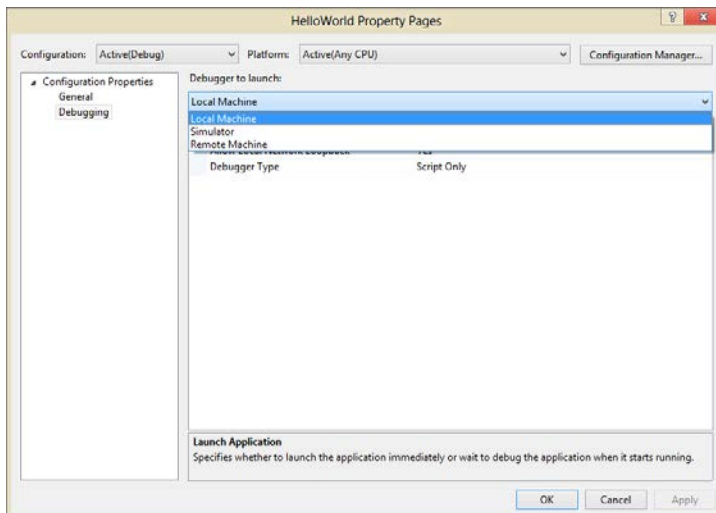 HelloWorld Property Pages
Configuration: Active(Debug) Platform: Active(Any CPU) Configuration Manager...
Configuration Properties
General
Debugging
Debugger to launch:
Local Machine
Local Machine
Simulator
Remote Machine
Debugger Type Script Only
Launch Application
Specifies whether to launch the application immediately or wait to debug the application when it starts running.
OK Cancel Apply